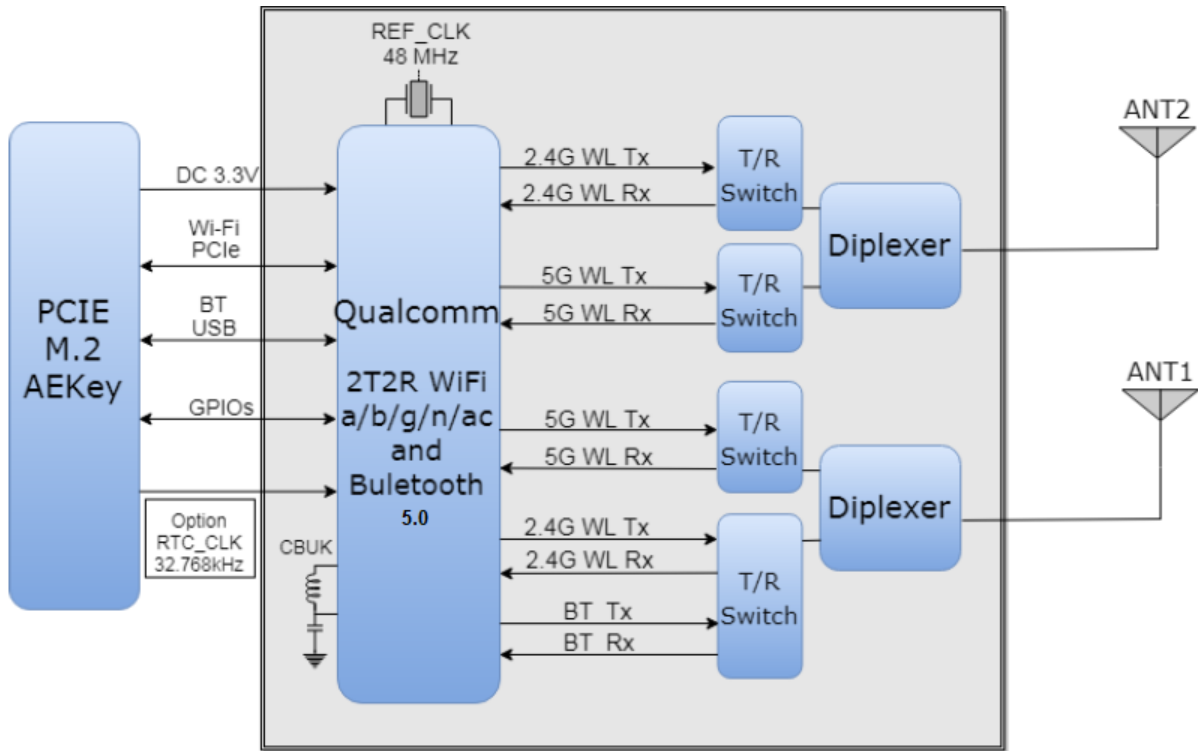 REF_CLK
48 MHz
PCIE
M.2
AEKey
DC 3.3V
Wi-Fi
PCIe
BT
USB
GPIOs
Option
RTC_CLK
32.768kHz
CBUK
Qualcomm
2T2R WiFi
a/b/g/n/ac
and
Buletooth
5.0
2.4G WL Tx
2.4G WL Rx
5G WL Tx
5G WL Rx
5G WL Tx
5G WL Rx
2.4G WL Tx
2.4G WL Rx
BT Tx
BT Rx
T/R
Switch
T/R
Switch
T/R
Switch
T/R
Switch
Diplexer
Diplexer
ANT2
ANT1